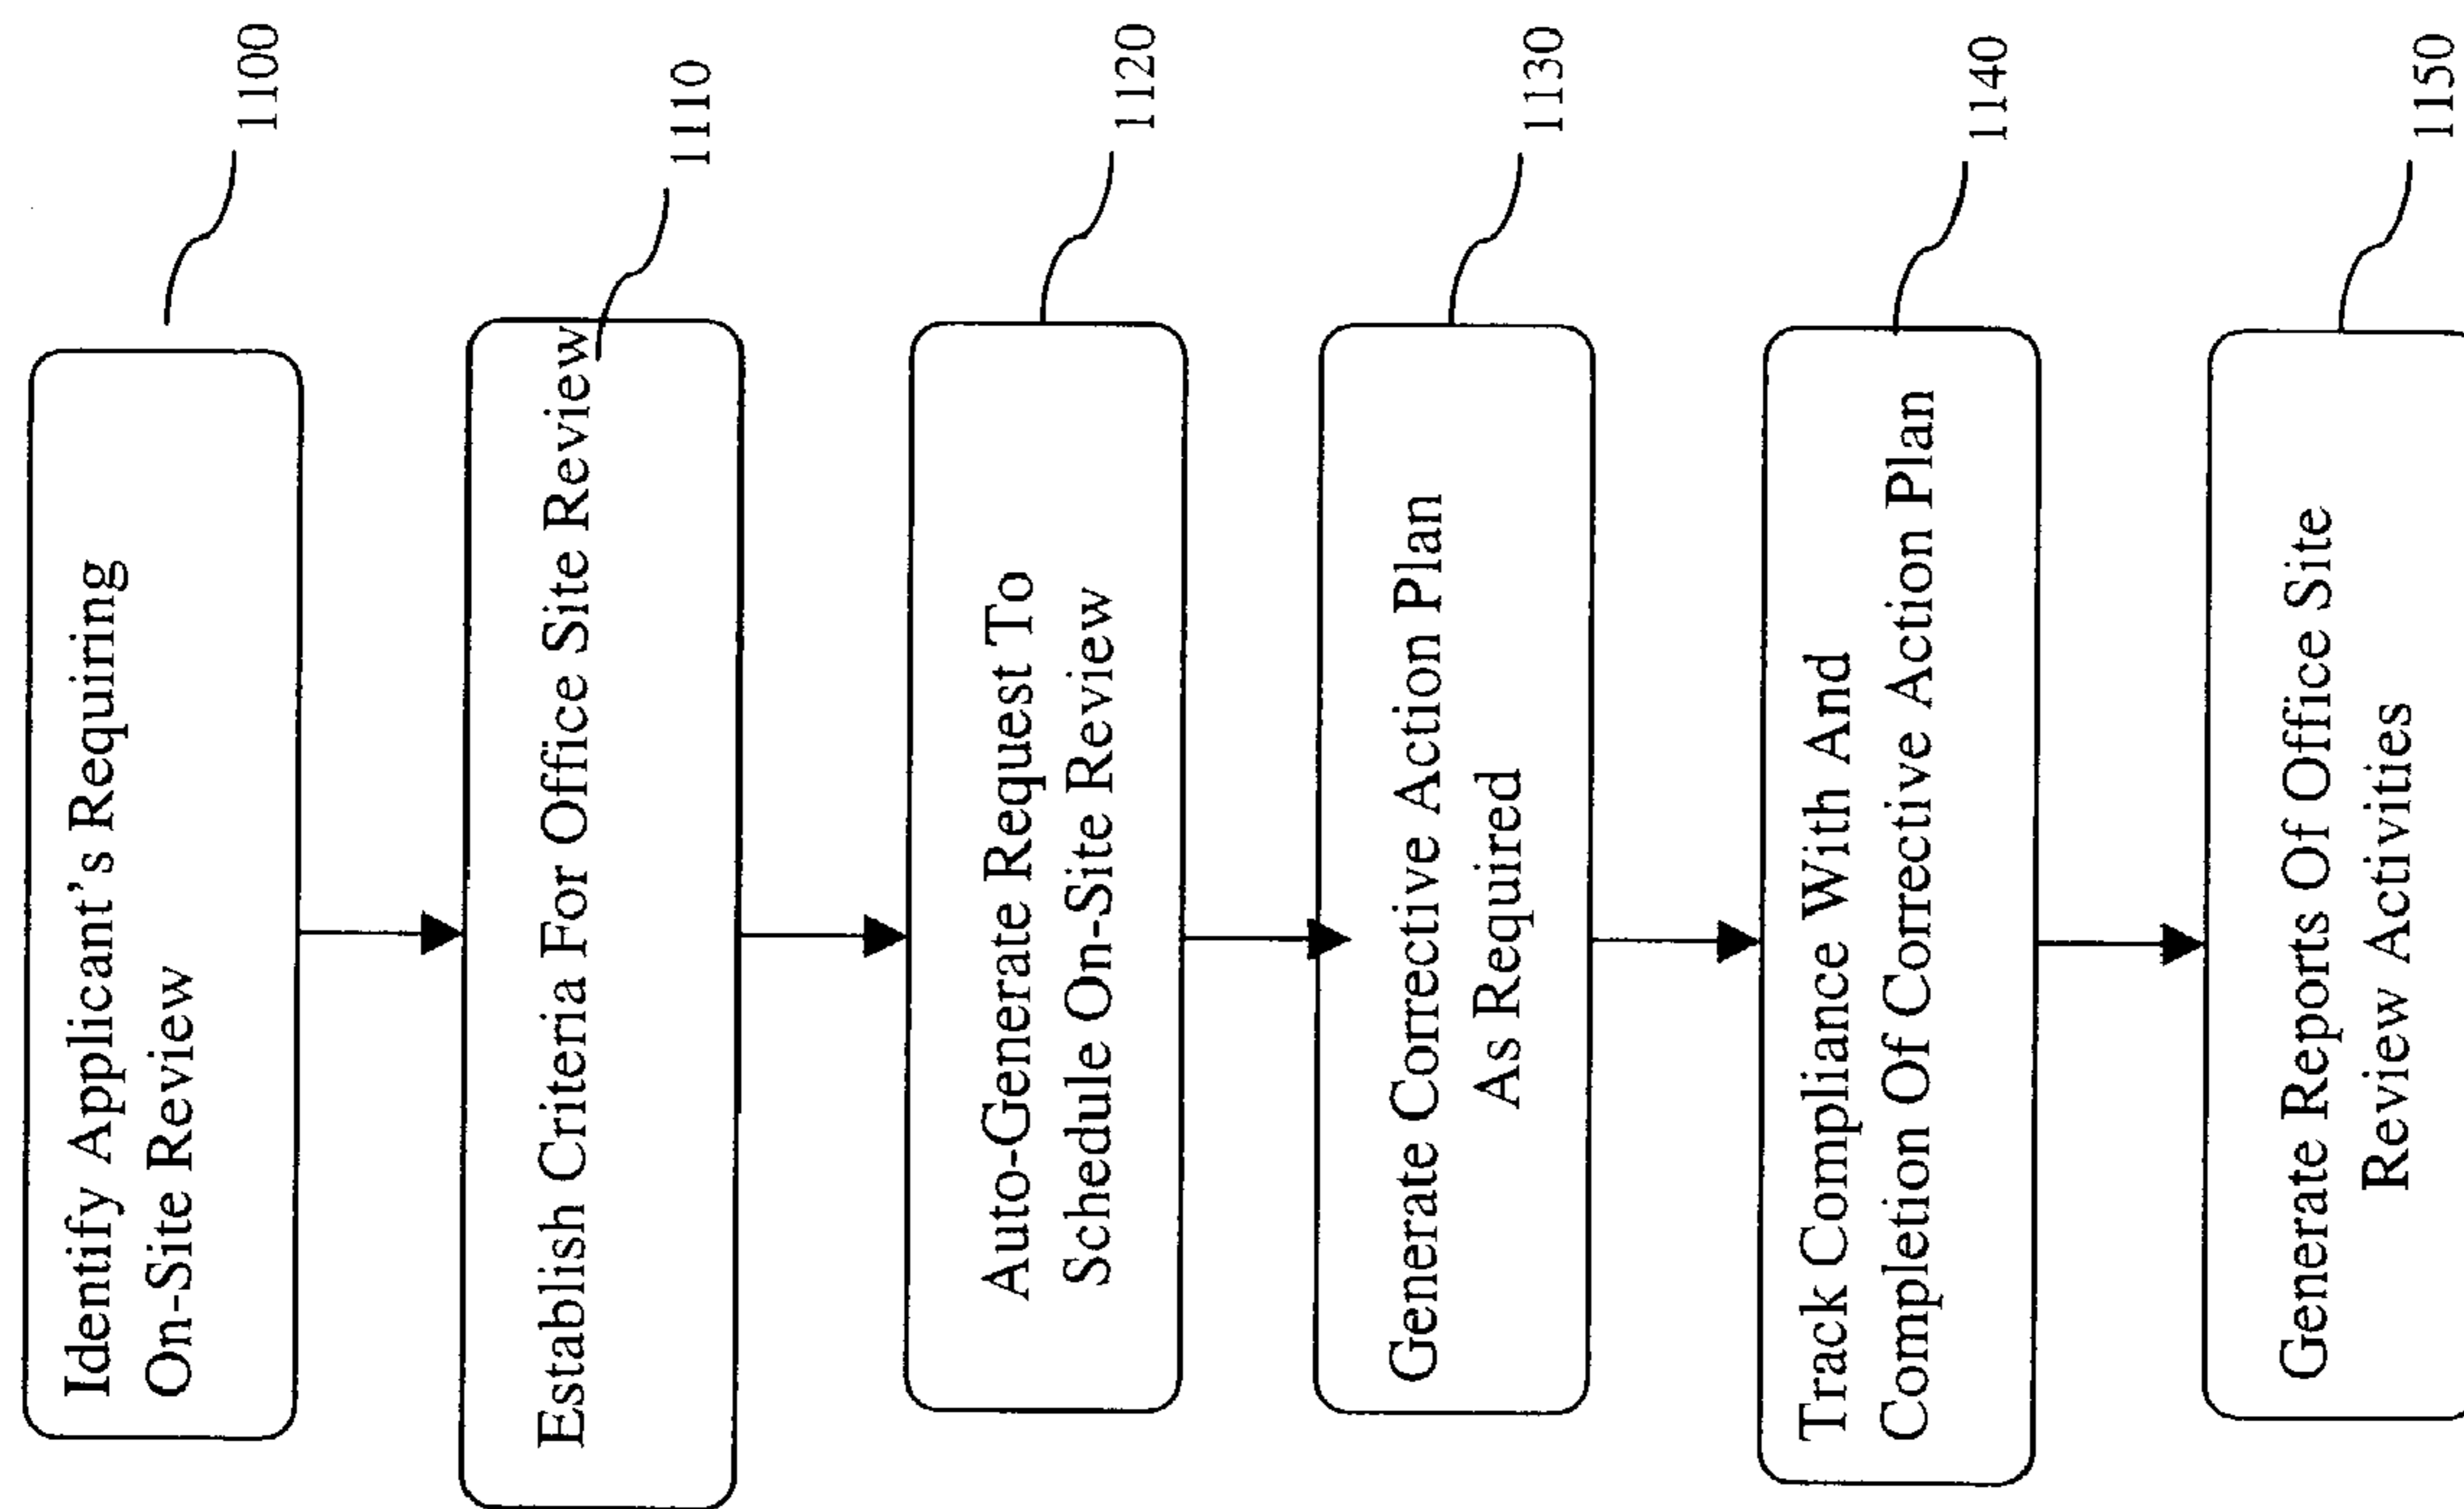 Identify Applicant's Requiring
On-Site Review
1100
Establish Criteria For Office Site Review
1110
Auto-Generate Request To
Schedule On-Site Review
1120
Generate Corrective Action Plan
As Required
1130
Track Compliance With And
Completion Of Corrective Action Plan
1140
Generate Reports Of Office Site
Review Activities
1150